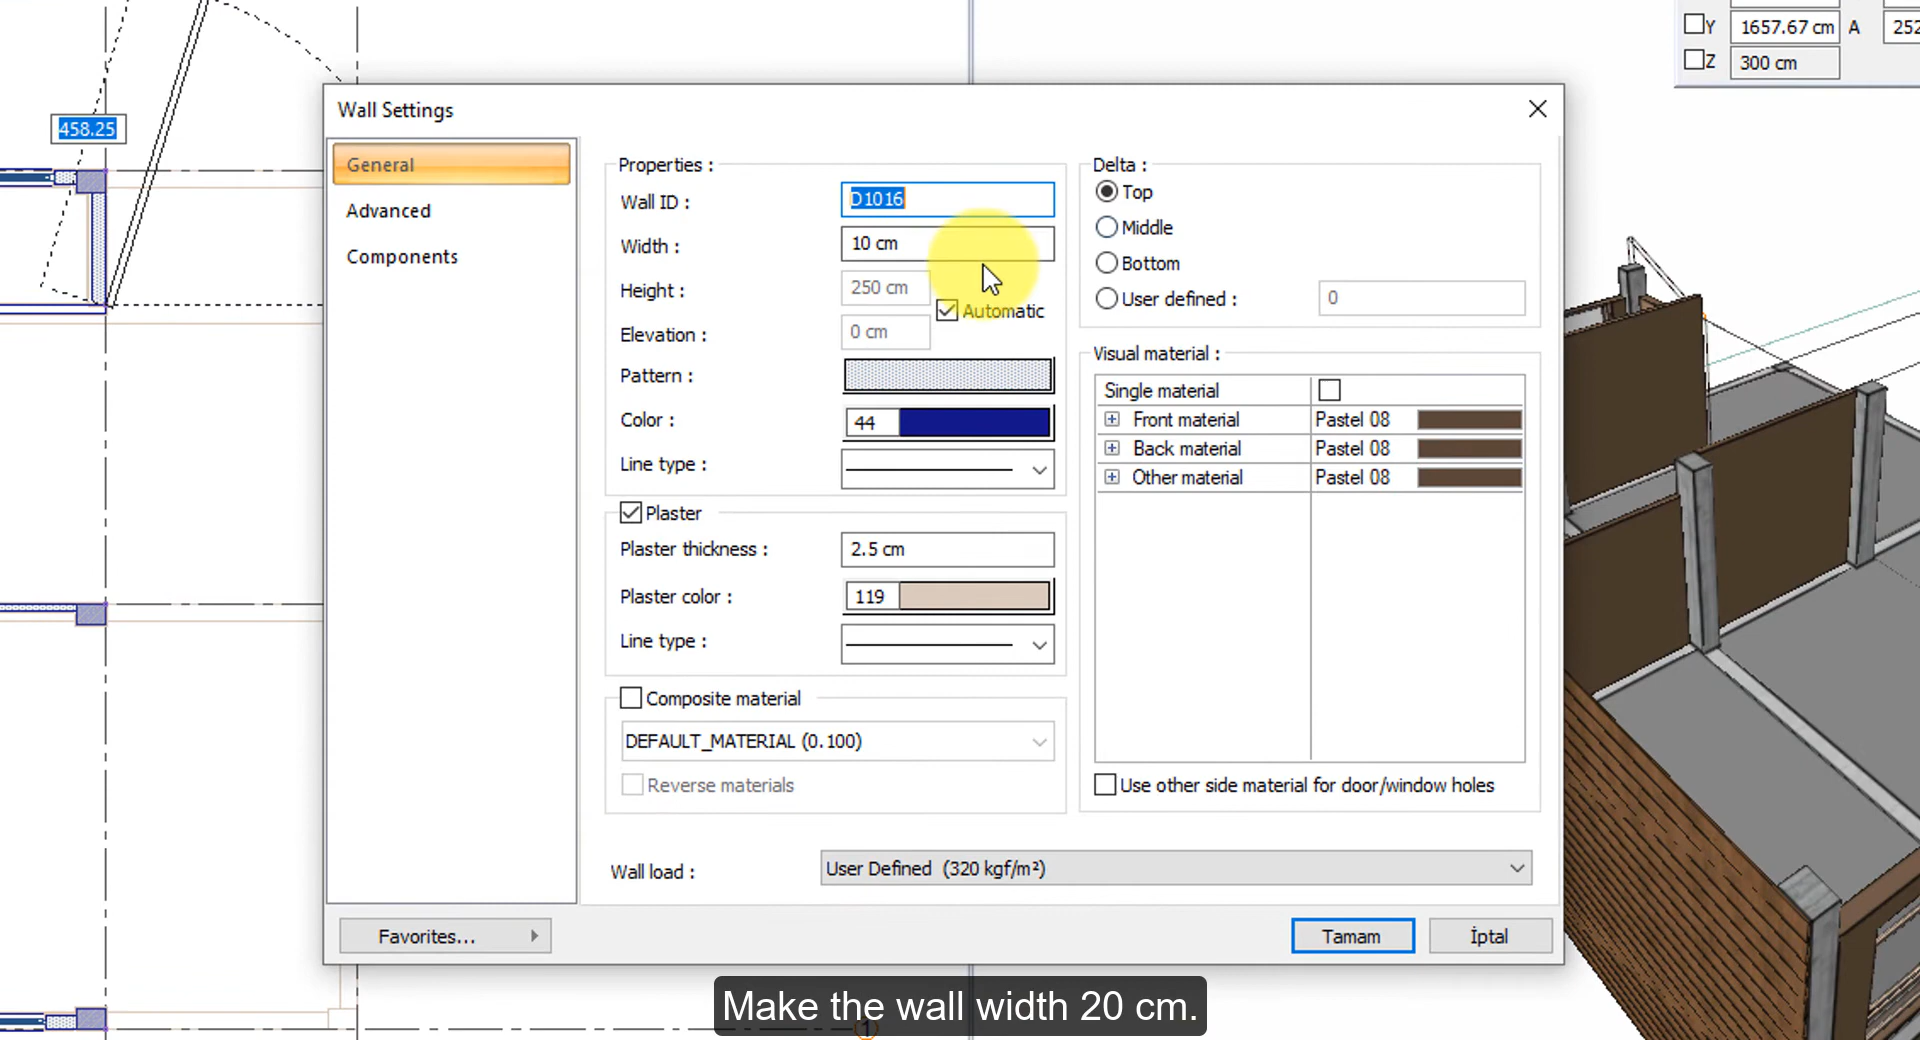 Y 1657.67 cm A 252
Z 300 cm
Wall Settings
458.25
General
Advanced
Components
Properties :
Wall ID : D1016
Width : 10 cm
Height : 250 cm
Automatic
Elevation : 0 cm
Pattern :
Color : 44
Line type :
Plaster
Plaster thickness : 2.5 cm
Plaster color : 119
Line type :
Composite material
DEFAULT_MATERIAL (0.100)
Reverse materials
Delta :
Top
Middle
Bottom
User defined : 0
Visual material :
Single material
Front material Pastel 08
Back material Pastel 08
Other material Pastel 08
Use other side material for door/window holes
Wall load : User Defined (320 kgf/m²)
Favorites...
Tamam
İptal
Make the wall width 20 cm.
1